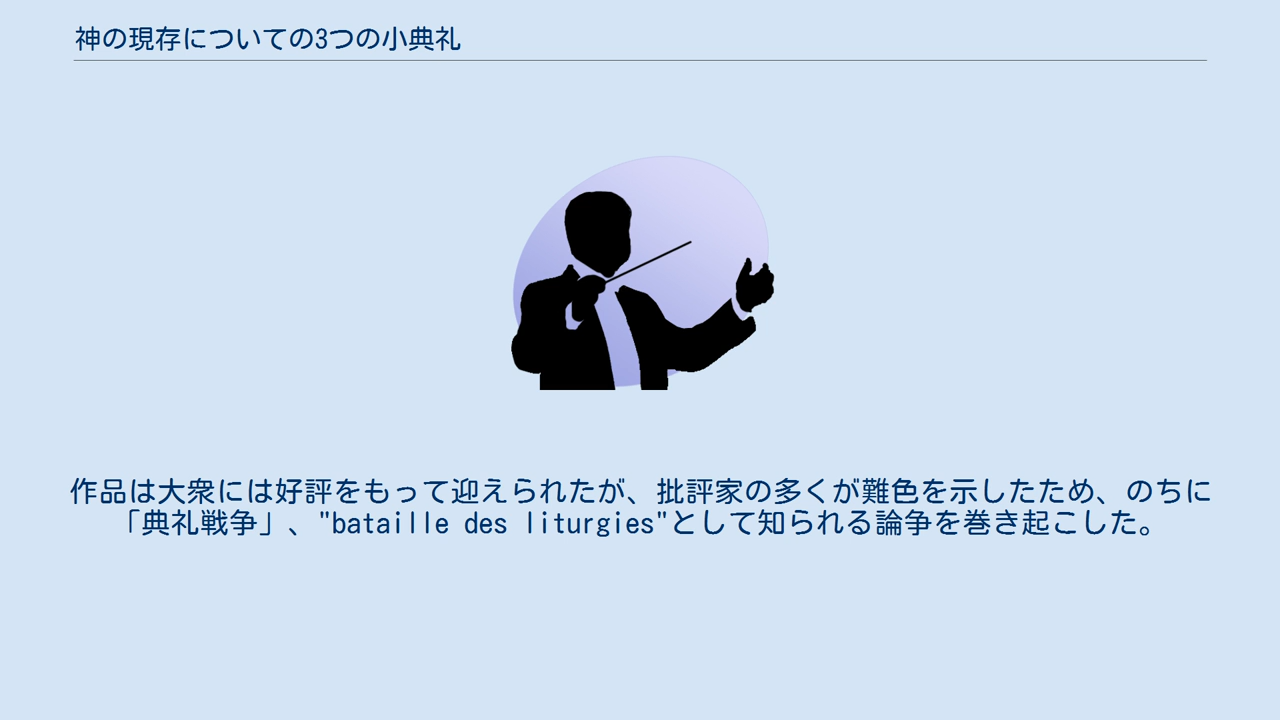 神の現存についての3つの小典礼
作品は大衆には好評をもって迎えられたが、批評家の多くが難色を示したため、のちに
「典礼戦争」、"bataille des liturgies"として知られる論争を巻き起こした。